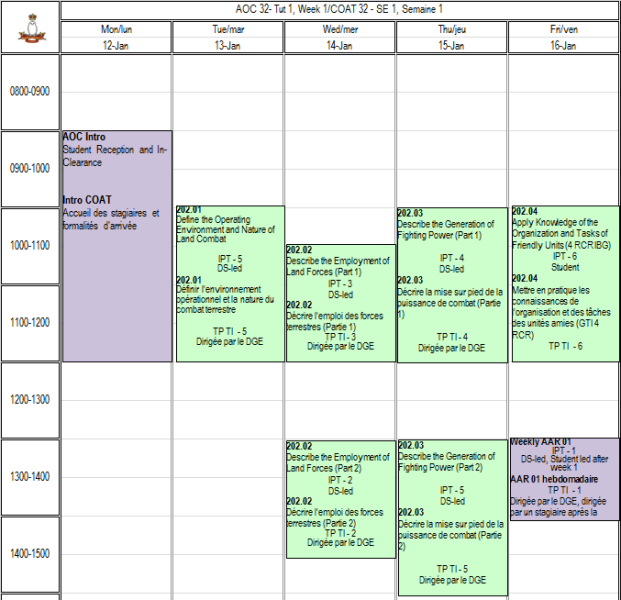 AOC 32- Tut 1, Week 1/COAT 32 - SE 1, Semaine 1
Mon/lun
Tue/mar
Wed/mer
Thu/jeu
Fri/ven
12-Jan
13-Jan
14-Jan
15-Jan
16-Jan
0800-0900
0900-1000
1000-1100
1100-1200
1200-1300
1300-1400
1400-1500
AOC Intro
Student Reception and In-
Clearance
Intro COAT
Accueil des stagiaires et
formalités d'arrivée
202.01
Define the Operating
Environment and Nature of
Land Combat
IPT - 5
DS-led
202.01
Définir l'environnement
opérationnel et la nature du
combat terrestre
TP TI - 5
Dirigée par le DGE
202.02
Describe the Employment of
Land Forces (Part 1)
IPT - 3
DS-led
202.02
Décrire l'emploi des forces
terrestres (Partie 1)
TP TI - 3
Dirigée par le DGE
202.02
Describe the Employment of
Land Forces (Part 2)
IPT - 2
DS-led
202.02
Décrire l'emploi des forces
terrestres (Partie 2)
TP TI - 2
Dirigée par le DGE
202.03
Describe the Generation of
Fighting Power (Part 1)
IPT - 4
DS-led
202.03
Décrire la mise sur pied de la
puissance de combat (Partie
1)
TP TI - 4
Dirigée par le DGE
202.03
Describe the Generation of
Fighting Power (Part 2)
IPT - 5
DS-led
202.03
Décrire la mise sur pied de la
puissance de combat (Partie
2)
TP TI - 5
Dirigée par le DGE
202.04
Apply Knowledge of the
Organization and Tasks of
Friendly Units (4 RCR IBG)
IPT - 6
Student
202.04
Mettre en pratique les
connaissances de
l'organisation et des tâches
des unités amies (GTI 4
RCR)
TP TI - 6
Weekly AAR 01
IPT - 1
DS-led, Student led after
week 1
AAR 01 hebdomadaire
TP TI - 1
Dirigée par le DGE, dirigée
par un stagiaire après la